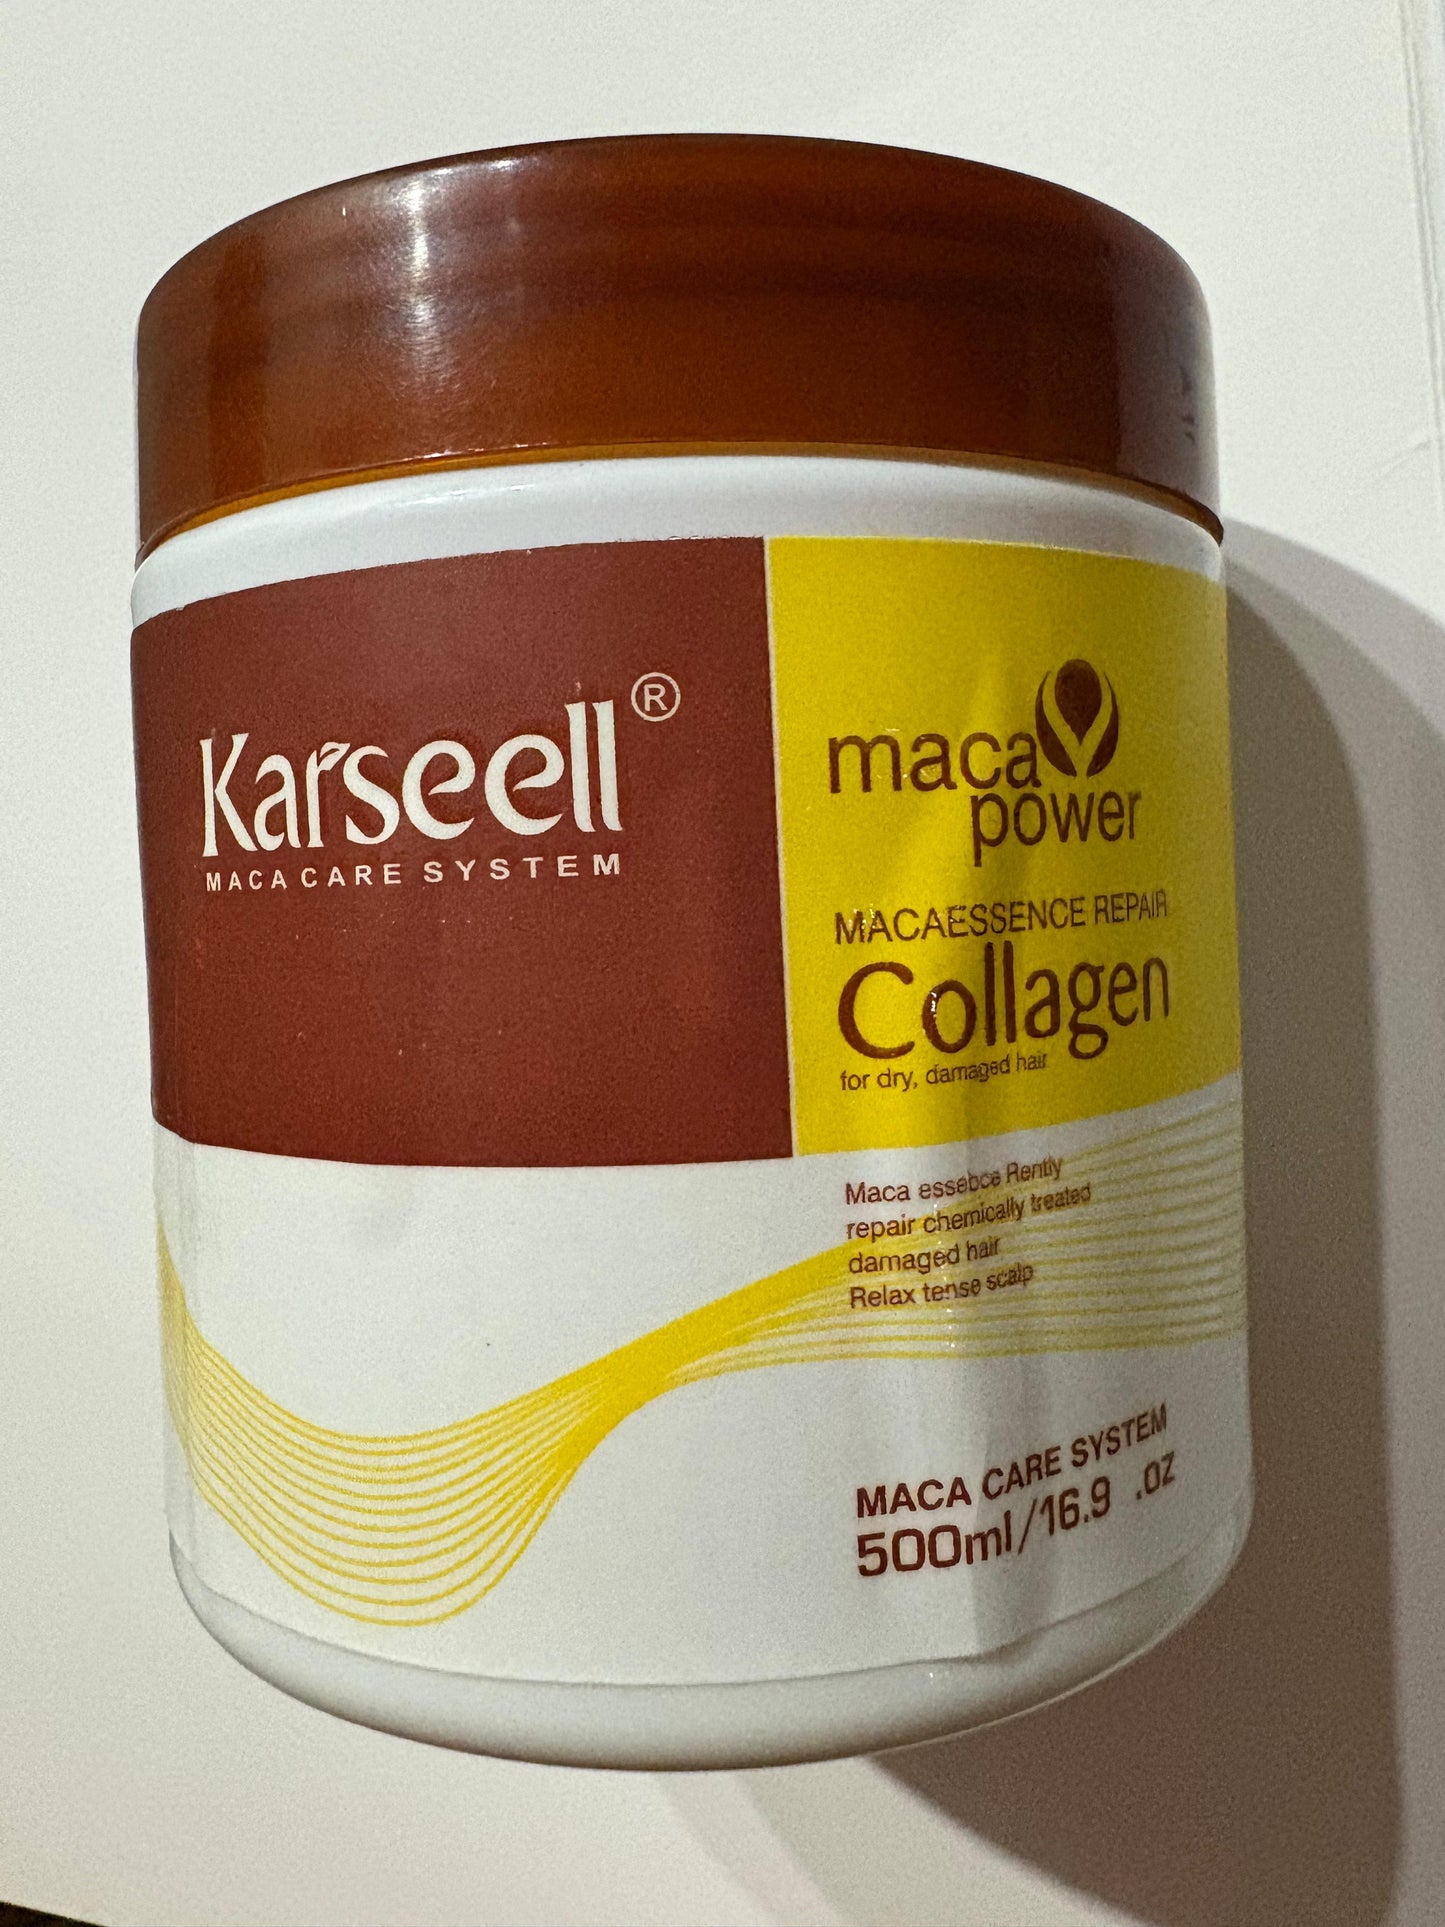 Karseell®
MACA CARE SYSTEM
maca
power
MACAESSENCE REPAIR
Collagen
for dry, damaged hair
Maca essebce Rently
repair chemically treated
damaged hair
Relax tense scalp
MACA CARE SYSTEM
500ml/16.9 .OZ